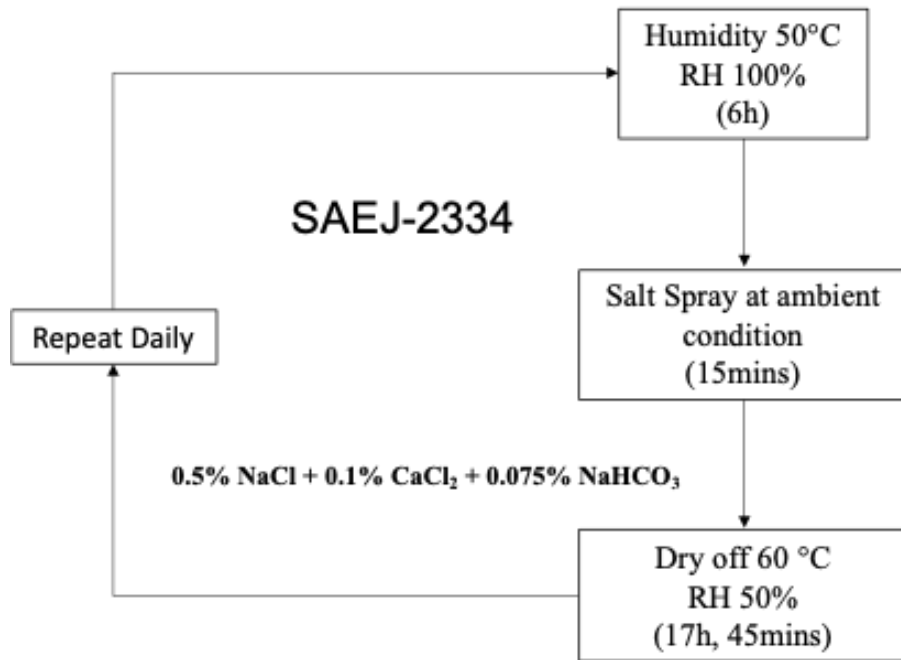 Humidity 50°C
RH 100%
(6h)
SAEJ-2334
Salt Spray at ambient
condition
(15mins)
Repeat Daily
0.5% NaCl + 0.1% CaCl₂ + 0.075% NaHCO₃
Dry off 60 °C
RH 50%
(17h, 45mins)